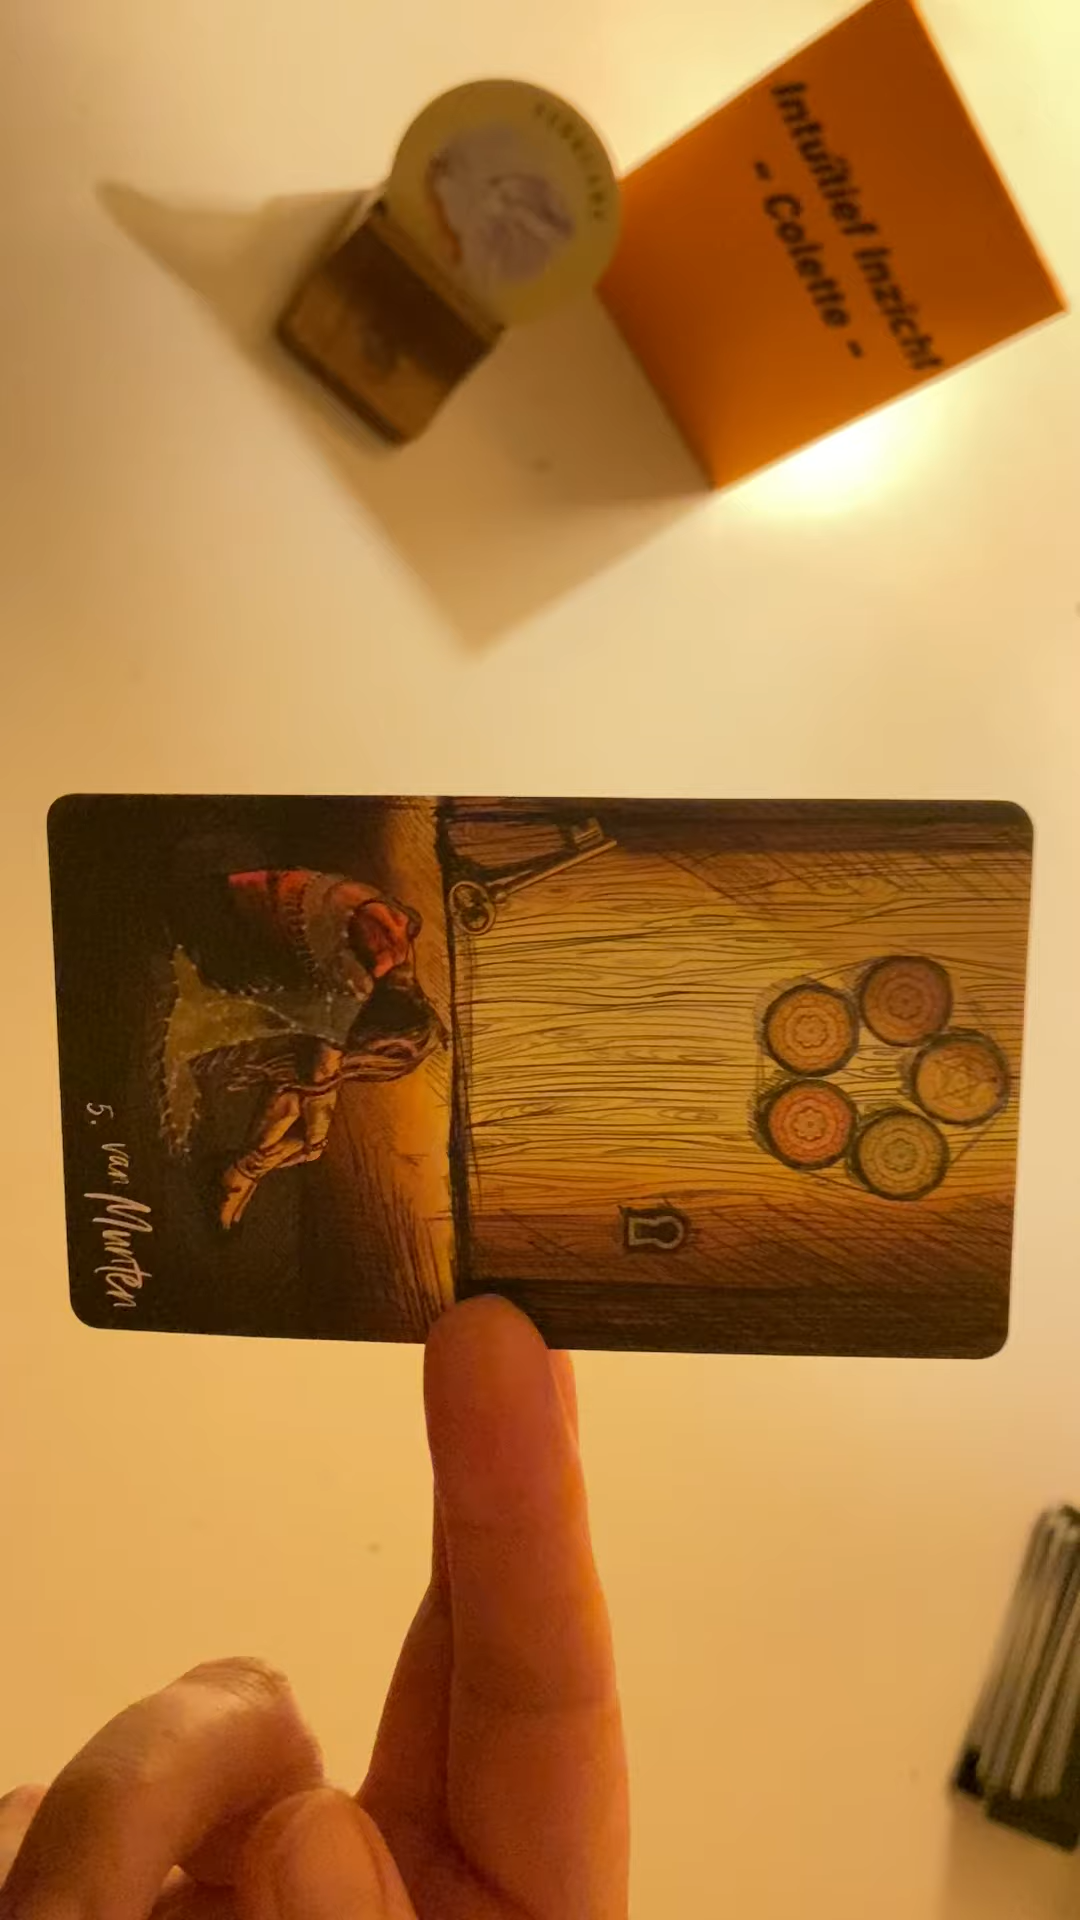 Intuïtief Inzicht
- Colette -
5. van Munten